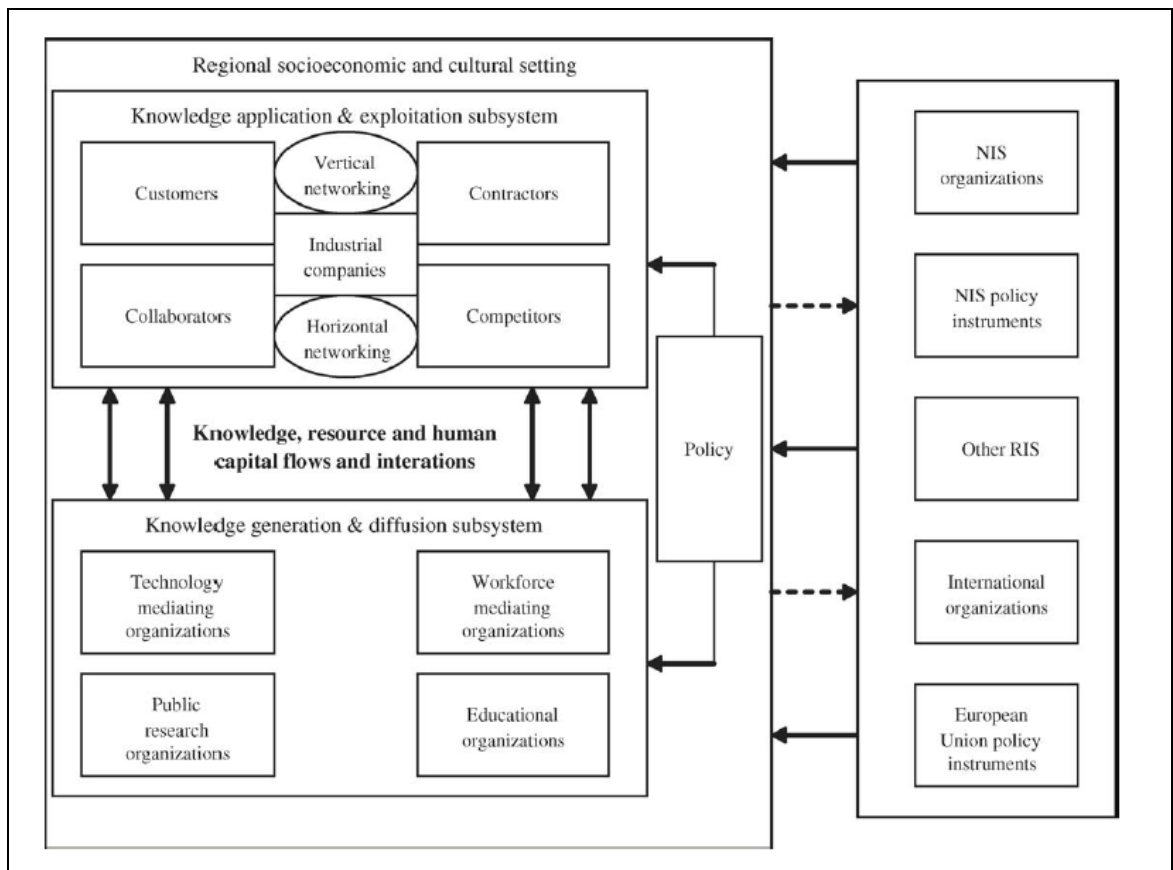 Regional socioeconomic and cultural setting
Knowledge application & exploitation subsystem
Customers
Vertical
networking
Contractors
Industrial
companies
Collaborators
Horizontal
networking
Competitors
Knowledge, resource and human
capital flows and interations
Policy
Knowledge generation & diffusion subsystem
Technology
mediating
organizations
Workforce
mediating
organizations
Public
research
organizations
Educational
organizations
NIS
organizations
NIS policy
instruments
Other RIS
International
organizations
European
Union policy
instruments